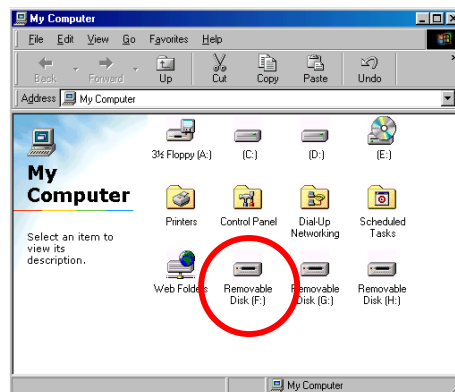 My Computer
File Edit View Go Favorites Help
Back Forward Up Cut Copy Paste Undo
Address My Computer
My
Computer
Select an item to
view its
description.
3½ Floppy (A:) (C:) (D:) (E:)
Printers Control Panel Dial-Up
Networking Scheduled
Tasks
Web Folders Removable
Disk (F:) Removable
Disk (G:) Removable
Disk (H:)
My Computer